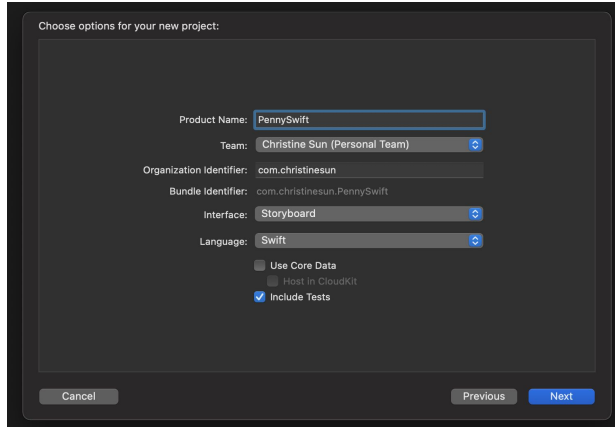 Choose options for your new project:
Product Name: PennySwift
Team: Christine Sun (Personal Team)
Organization Identifier: com.christinesun
Bundle Identifier: com.christinesun.PennySwift
Interface: Storyboard
Language: Swift
Use Core Data
Host in CloudKit
Include Tests
Cancel Previous Next